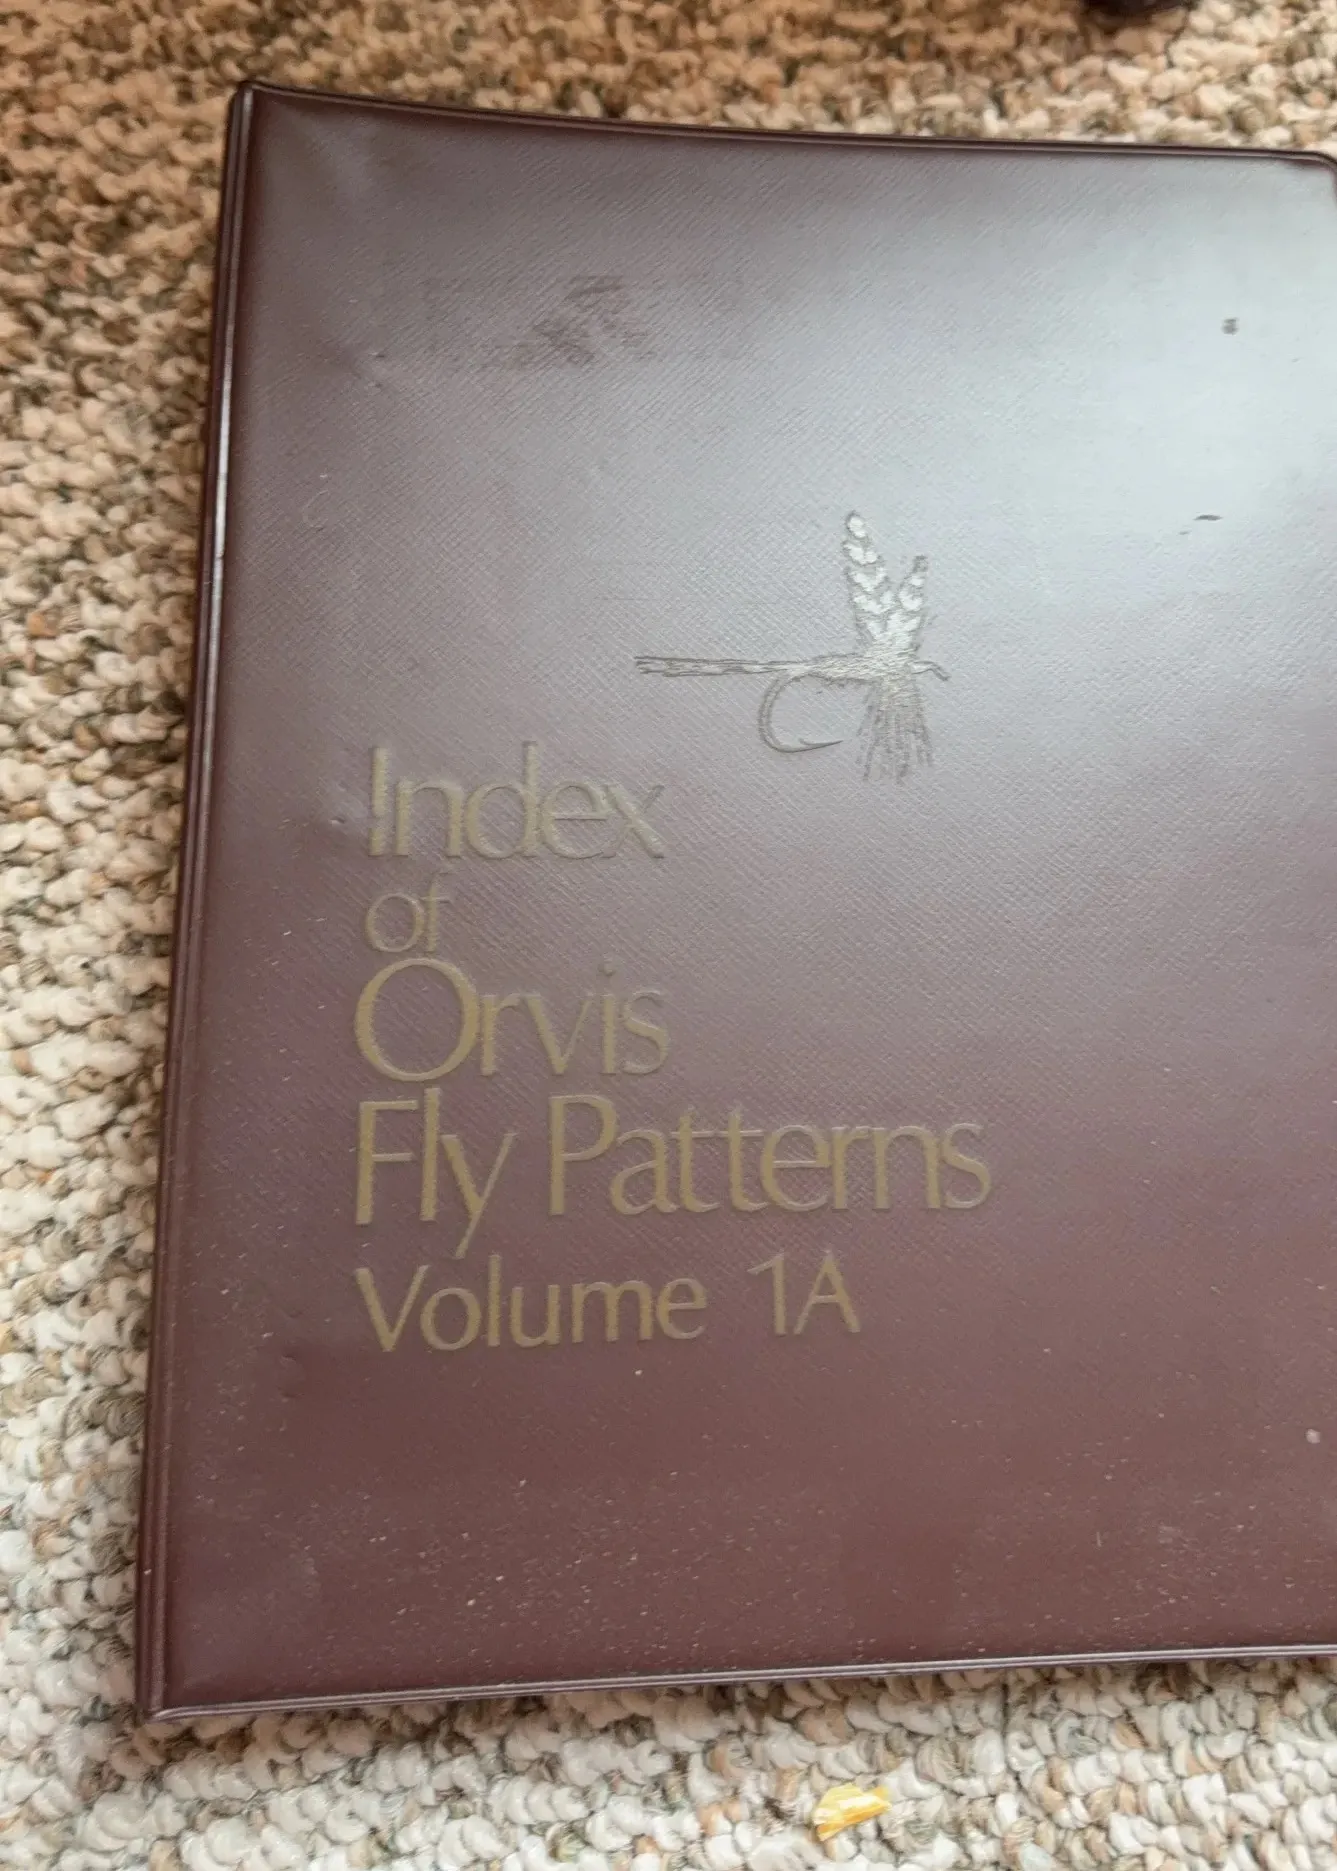 Index
of
Orvis
Fly Patterns
Volume 1A